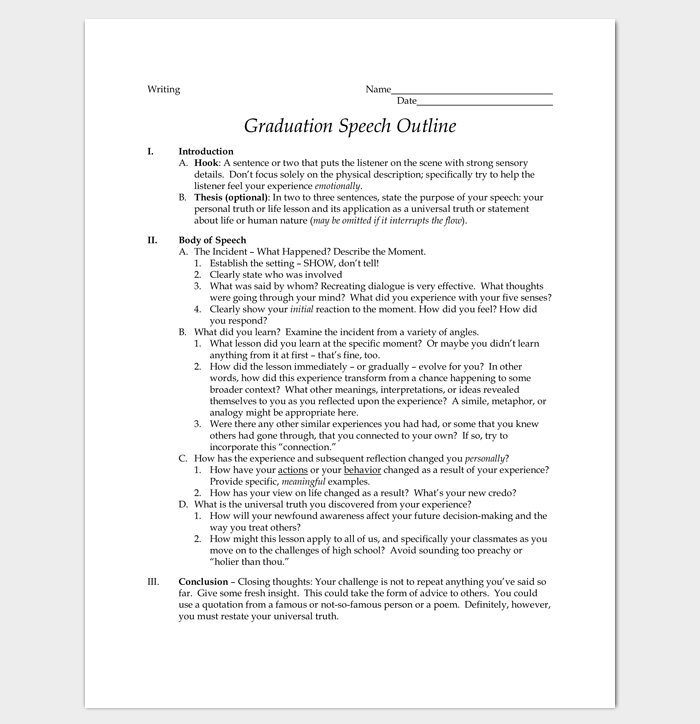 Writing Name
Date
Graduation Speech Outline
I. Introduction
A. Hook: A sentence or two that puts the listener on the scene with strong sensory
details. Don't focus solely on the physical description; specifically try to help the
listener feel your experience emotionally.
B. Thesis (optional): In two to three sentences, state the purpose of your speech: your
personal truth or life lesson and its application as a universal truth or statement
about life or human nature (may be omitted if it interrupts the flow).
II. Body of Speech
A. The Incident – What Happened? Describe the Moment.
1. Establish the setting – SHOW, don't tell!
2. Clearly state who was involved
3. What was said by whom? Recreating dialogue is very effective. What thoughts
were going through your mind? What did you experience with your five senses?
4. Clearly show your initial reaction to the moment. How did you feel? How did
you respond?
B. What did you learn? Examine the incident from a variety of angles.
1. What lesson did you learn at the specific moment? Or maybe you didn't learn
anything from it at first – that's fine, too.
2. How did the lesson immediately – or gradually – evolve for you? In other
words, how did this experience transform from a chance happening to some
broader context? What other meanings, interpretations, or ideas revealed
themselves to you as you reflected upon the experience? A simile, metaphor, or
analogy might be appropriate here.
3. Were there any other similar experiences you had had, or some that you knew
others had gone through, that you connected to your own? If so, try to
incorporate this "connection."
C. How has the experience and subsequent reflection changed you personally?
1. How have your actions or your behavior changed as a result of your experience?
Provide specific, meaningful examples.
2. How has your view on life changed as a result? What's your new credo?
D. What is the universal truth you discovered from your experience?
1. How will your newfound awareness affect your future decision-making and the
way you treat others?
2. How might this lesson apply to all of us, and specifically your classmates as you
move on to the challenges of high school? Avoid sounding too preachy or
"holier than thou."
III. Conclusion – Closing thoughts: Your challenge is not to repeat anything you've said so
far. Give some fresh insight. This could take the form of advice to others. You could
use a quotation from a famous or not-so-famous person or a poem. Definitely, however,
you must restate your universal truth.